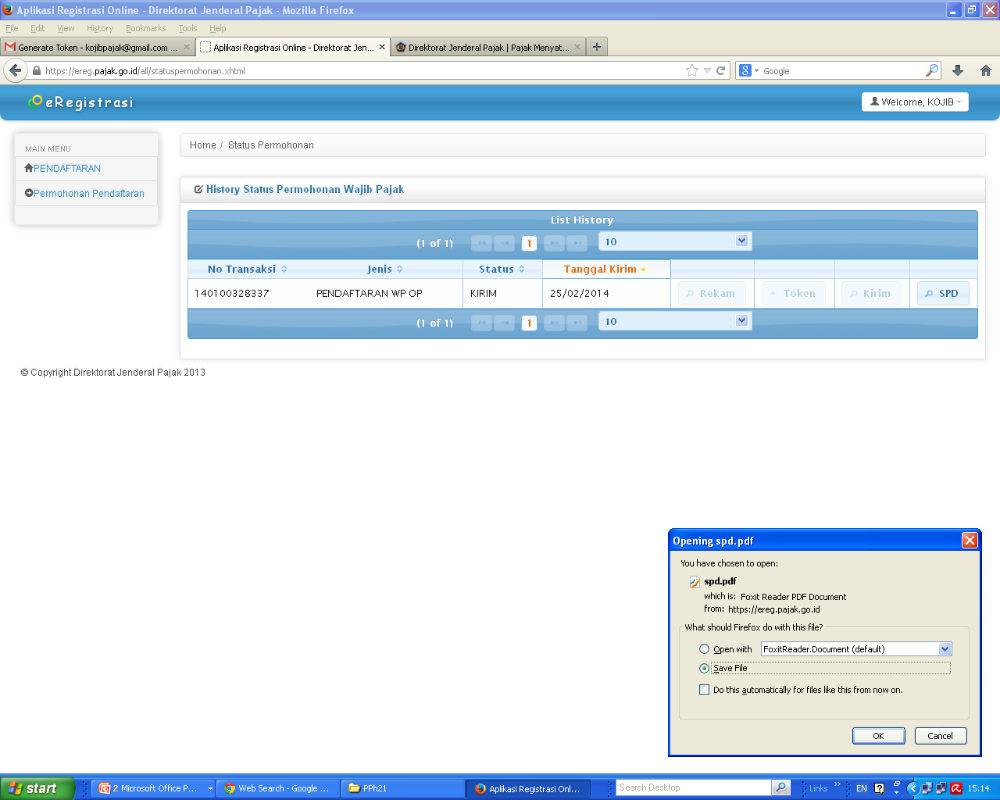 Aplikasi Registrasi Online - Direktorat Jenderal Pajak - Mozilla Firefox
File Edit View History Bookmarks Tools Help
Generate Token - kojibpajak@gmail.com ... Aplikasi Registrasi Online - Direktorat Jen... Direktorat Jenderal Pajak | Pajak Menyat...
https://ereg.pajak.go.id/all/statuspermohonan.xhtml Google
eRegistrasi Welcome, KOJIB
MAIN MENU
PENDAFTARAN
Permohonan Pendaftaran
Home / Status Permohonan
History Status Permohonan Wajib Pajak
List History
(1 of 1) 1 10
No Transaksi Jenis Status Tanggal Kirim
140100328337 PENDAFTARAN WP OP KIRIM 25/02/2014 Rekam Token Kirim SPD
(1 of 1) 1 10
© Copyright Direktorat Jenderal Pajak 2013
Opening spd.pdf
You have chosen to open:
spd.pdf
which is: Foxit Reader PDF Document
from: https://ereg.pajak.go.id
What should Firefox do with this file?
Open with FoxitReader.Document (default)
Save File
Do this automatically for files like this from now on.
OK Cancel
start 2 Microsoft Office P... Web Search - Google ... PPh21 Aplikasi Registrasi Onl... Search Desktop Links EN 15:14